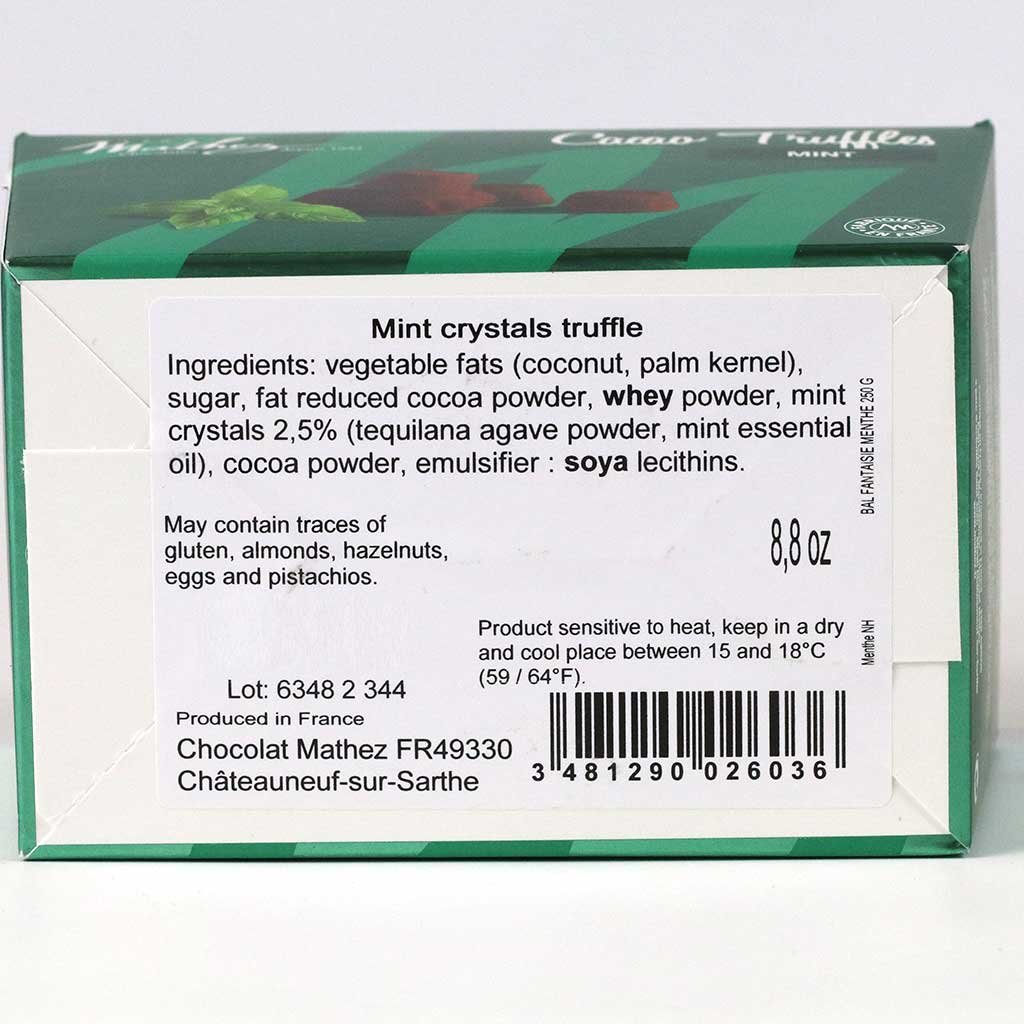 Mathez
Cacao Truffles
MINT
FABRIQUÉ
M
EN FRANCE
Mint crystals truffle
Ingredients: vegetable fats (coconut, palm kernel),
sugar, fat reduced cocoa powder, whey powder, mint
crystals 2,5% (tequilana agave powder, mint essential
oil), cocoa powder, emulsifier : soya lecithins.
BAL FANTAISIE MENTHE 250 G
May contain traces of
gluten, almonds, hazelnuts,
eggs and pistachios.
8,8 oz
Product sensitive to heat, keep in a dry
and cool place between 15 and 18°C
(59 / 64°F).
Menthe NH
Lot: 6348 2 344
Produced in France
Chocolat Mathez FR49330
Châteauneuf-sur-Sarthe
3 481290 026036